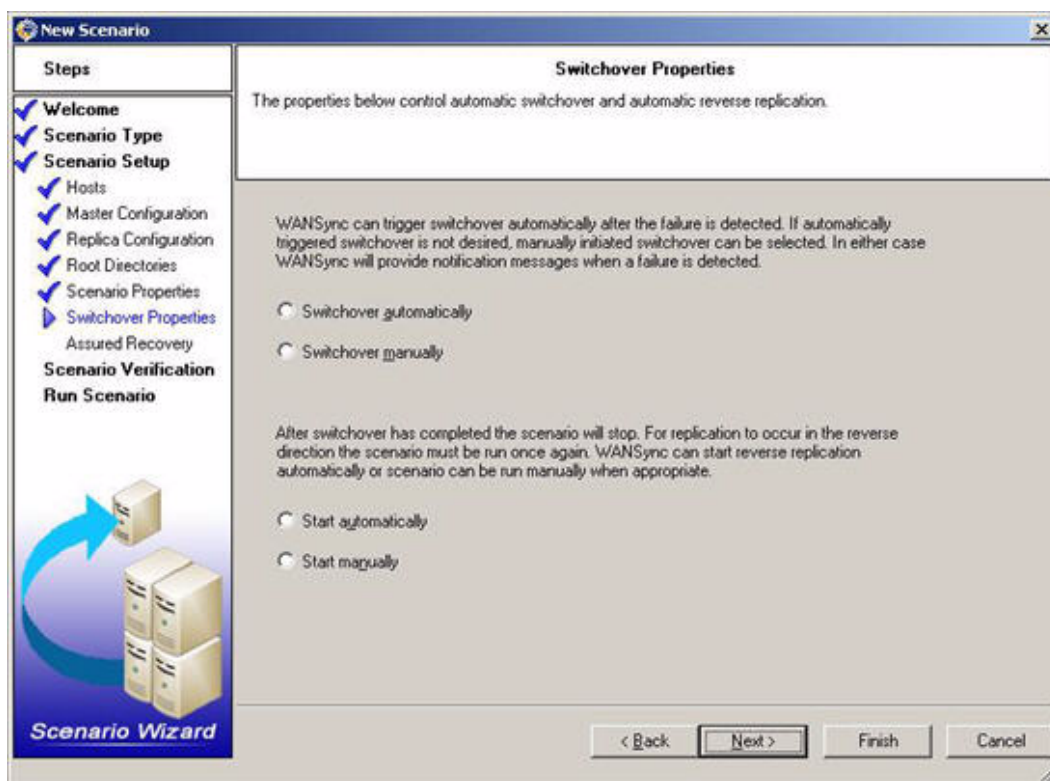 New Scenario
Steps
Welcome
Scenario Type
Scenario Setup
Hosts
Master Configuration
Replica Configuration
Root Directories
Scenario Properties
Switchover Properties
Assured Recovery
Scenario Verification
Run Scenario
Scenario Wizard
Switchover Properties
The properties below control automatic switchover and automatic reverse replication.
WANSync can trigger switchover automatically after the failure is detected. If automatically
triggered switchover is not desired, manually initiated switchover can be selected. In either case
WANSync will provide notification messages when a failure is detected.
Switchover automatically
Switchover manually
After switchover has completed the scenario will stop. For replication to occur in the reverse
direction the scenario must be run once again. WANSync can start reverse replication
automatically or scenario can be run manually when appropriate.
Start automatically
Start manually
< Back
Next >
Finish
Cancel